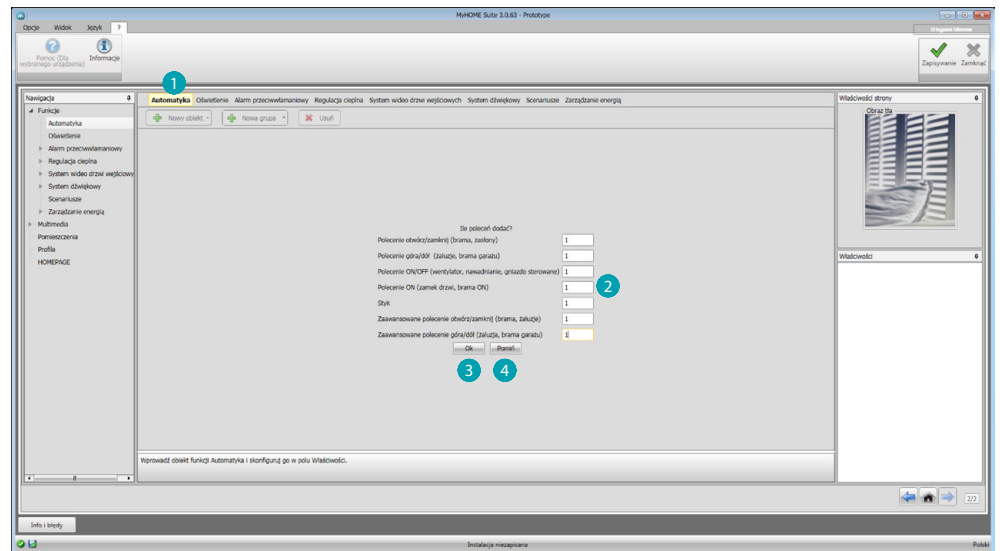 MyHOME Suite 3.0.63 - Prototype
Opcje Widok Język ?
Pomoc (Dla wybranego urządzenia)
Informacje
Zapisywanie Zamknąć
1
Nawigacja
Funkcje
Automatyka
Oświetlenie
Alarm przeciwwłamaniowy
Regulacja cieplna
System wideo drzwi wejściowy
System dźwiękowy
Scenariusze
Zarządzanie energią
Multimedia
Pomieszczenia
Profile
HOMEPAGE
Automatyka Oświetlenie Alarm przeciwwłamaniowy Regulacja cieplna System wideo drzwi wejściowych System dźwiękowy Scenariusze Zarządzanie energią
Nowy obiekt Nowa grupa Usuń
Ile poleceń dodać?
Polecenie otwórz/zamknij (brama, zasłony) 1
Polecenie góra/dół (żaluzje, brama garażu) 1
Polecenie ON/OFF (wentylator, nawadnianie, gniazdo sterowane) 1
Polecenie ON (zamek drzwi, brama ON) 1
2
Styk 1
Zaawansowane polecenie otwórz/zamknij (brama, żaluzje) 1
Zaawansowane polecenie góra/dół (żaluzja, brama garażu) 1
Ok Pomiń
3 4
Wprowadź obiekt funkcji Automatyka i skonfiguruj go w polu Właściwości.
Właściwości strony
Obraz tła
Właściwości
2/2
Info i błędy
Instalacja niezapisana
Polski